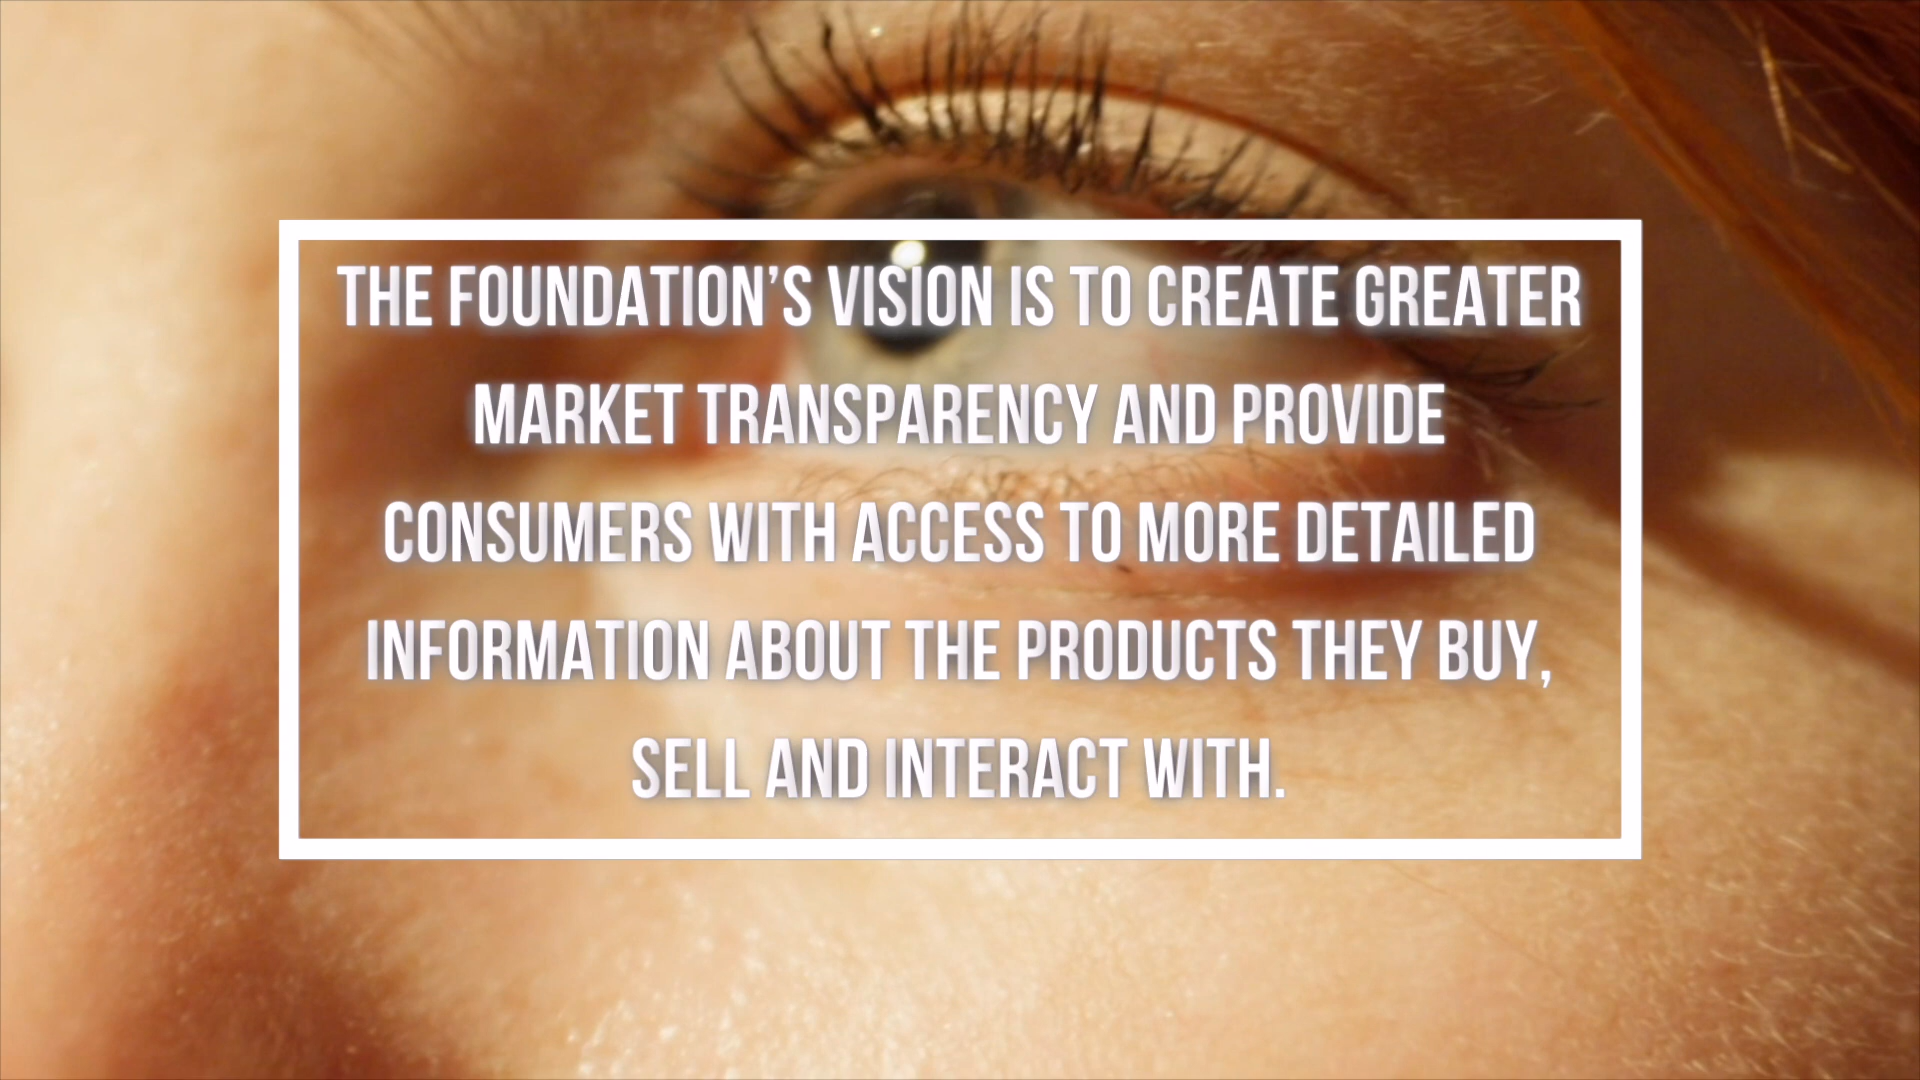 THE FOUNDATION’S VISION IS TO CREATE GREATER
MARKET TRANSPARENCY AND PROVIDE
CONSUMERS WITH ACCESS TO MORE DETAILED
INFORMATION ABOUT THE PRODUCTS THEY BUY,
SELL AND INTERACT WITH.